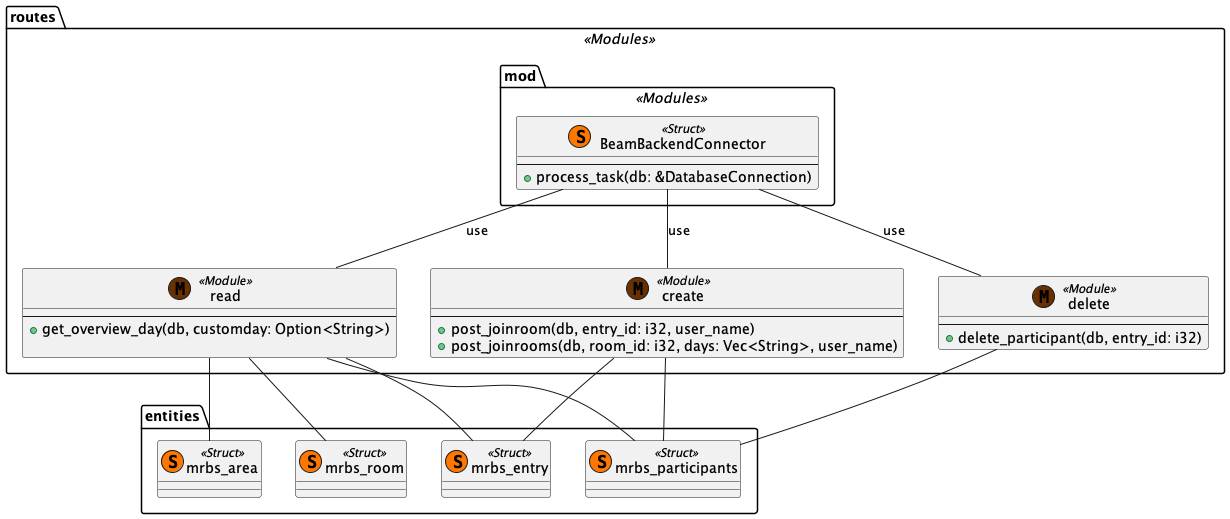 routes
«Modules»
mod
«Modules»
S
«Struct»
BeamBackendConnector
process_task(db: &DatabaseConnection)
use
use
use
M
«Module»
read
get_overview_day(db, customday: Option<String>)
M
«Module»
create
post_joinroom(db, entry_id: i32, user_name)
post_joinrooms(db, room_id: i32, days: Vec<String>, user_name)
M
«Module»
delete
delete_participant(db, entry_id: i32)
entities
S
«Struct»
mrbs_area
S
«Struct»
mrbs_room
S
«Struct»
mrbs_entry
S
«Struct»
mrbs_participants